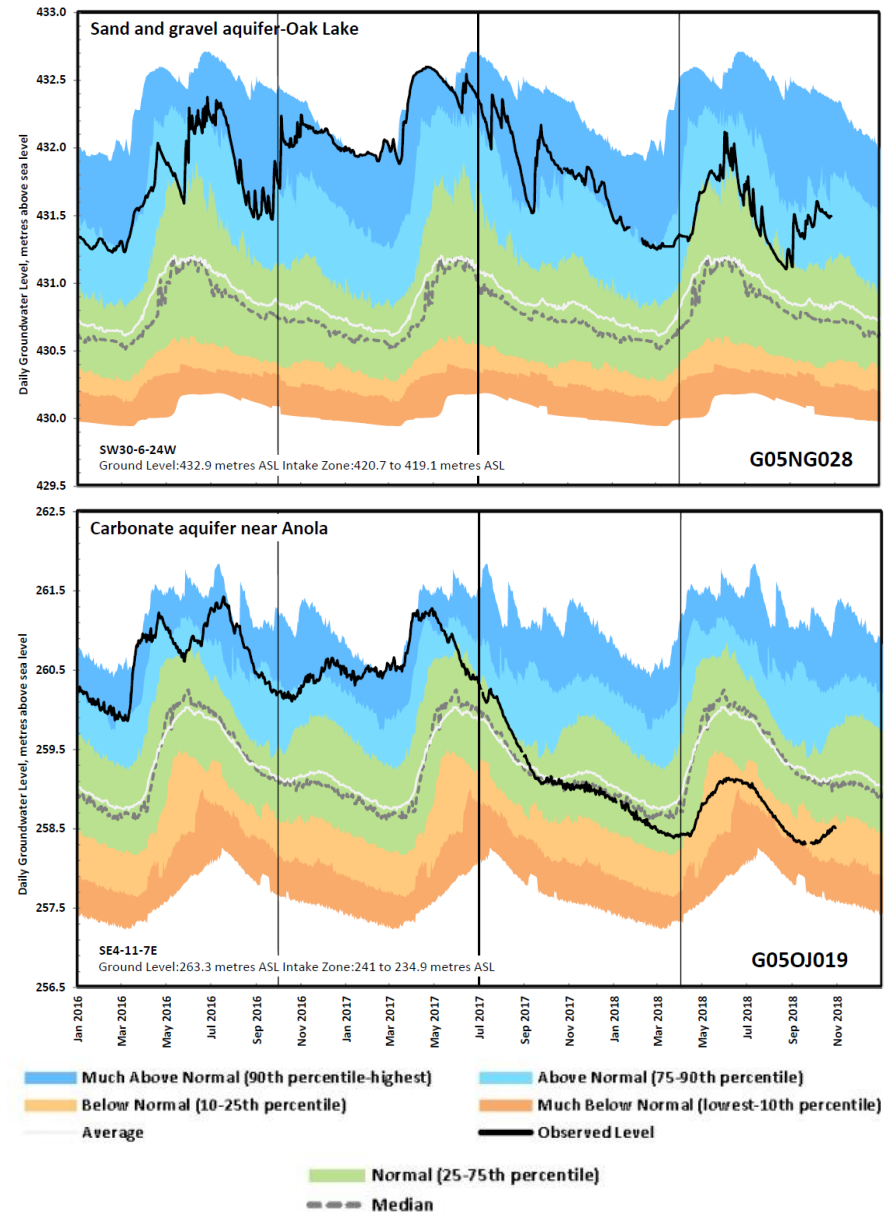 433.0
Sand and gravel aquifer-Oak Lake
432.5
432.0
431.5
431.0
430.5
430.0
429.5
Daily Groundwater Level, metres above sea level
SW30-6-24W
Ground Level:432.9 metres ASL Intake Zone:420.7 to 419.1 metres ASL
G05NG028
262.5
Carbonate aquifer near Anola
261.5
260.5
259.5
258.5
257.5
256.5
Daily Groundwater Level, metres above sea level
SE4-11-7E
Ground Level:263.3 metres ASL Intake Zone:241 to 234.9 metres ASL
G05OJ019
Jan 2016
Mar 2016
May 2016
Jul 2016
Sep 2016
Nov 2016
Jan 2017
Mar 2017
May 2017
Jul 2017
Sep 2017
Nov 2017
Jan 2018
Mar 2018
May 2018
Jul 2018
Sep 2018
Nov 2018
Much Above Normal (90th percentile-highest)
Above Normal (75-90th percentile)
Below Normal (10-25th percentile)
Much Below Normal (lowest-10th percentile)
Average
Observed Level
Normal (25-75th percentile)
Median